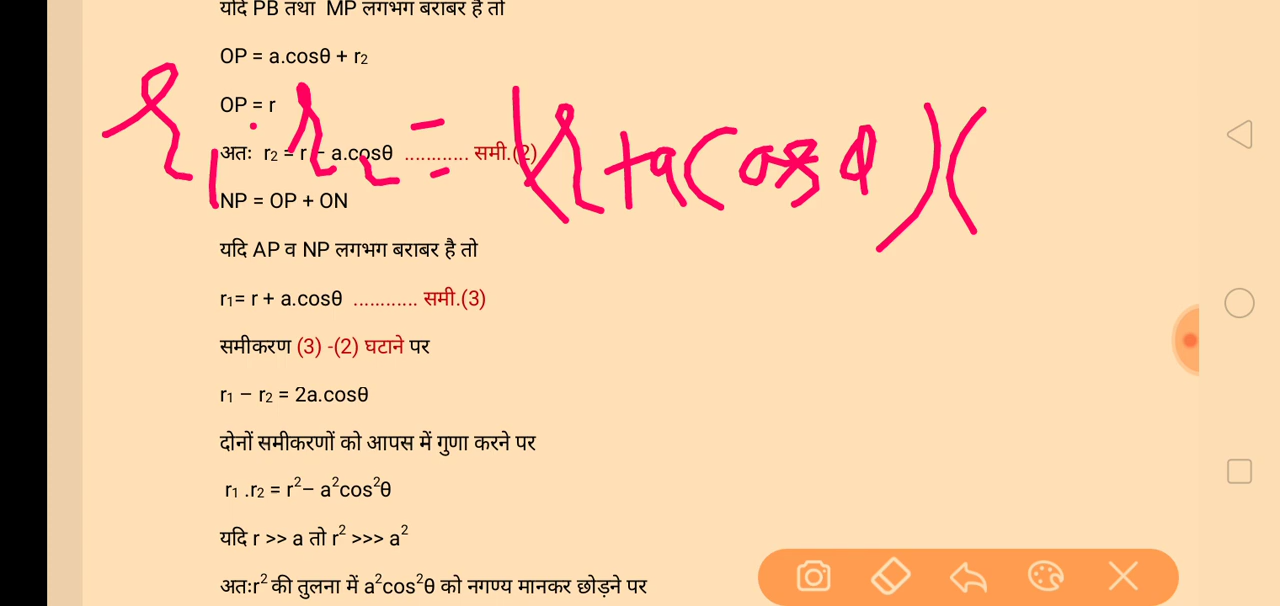 यदि PB तथा MP लगभग बराबर है तो
OP = a.cosθ + r₂
OP = r
अतः r₂ = r − a.cosθ ............ समी.(2)
r₁.r₂ = (r+acosθ)(
NP = OP + ON
यदि AP व NP लगभग बराबर है तो
r₁= r + a.cosθ ............ समी.(3)
समीकरण (3) -(2) घटाने पर
r₁ − r₂ = 2a.cosθ
दोनों समीकरणों को आपस में गुणा करने पर
r₁ .r₂ = r²− a²cos²θ
यदि r >> a तो r² >>> a²
अतःr² की तुलना में a²cos²θ को नगण्य मानकर छोड़ने पर